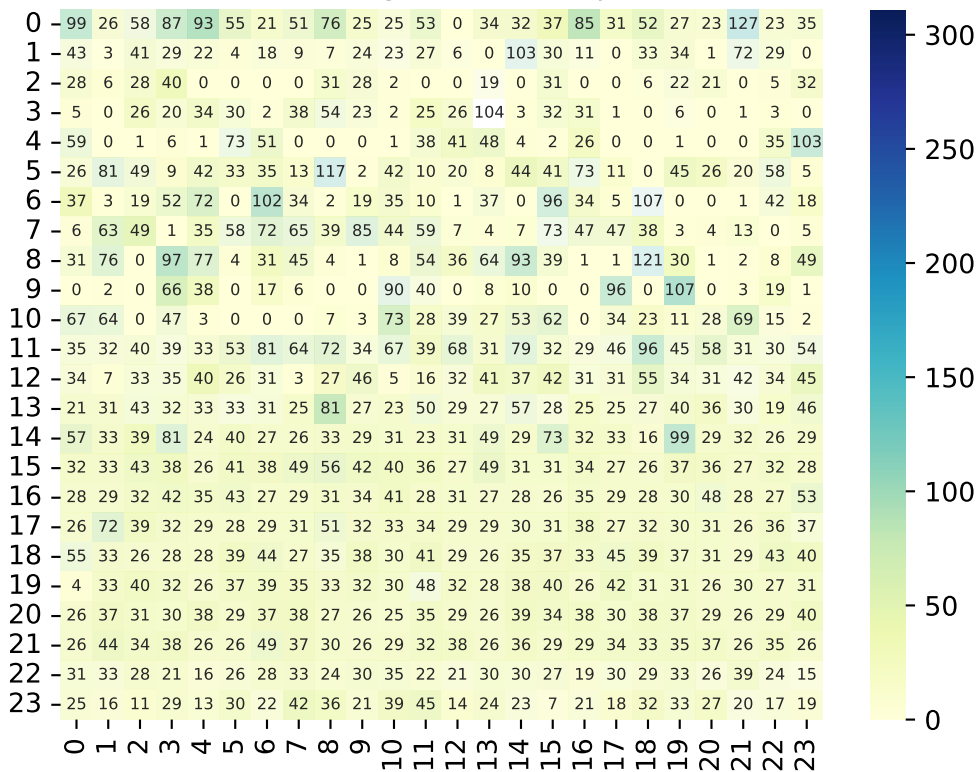 0 99 26 58 87 93 55 21 51 76 25 25 53 0 34 32 37 85 31 52 27 23 127 23 35
1 43 3 41 29 22 4 18 9 7 24 23 27 6 0 103 30 11 0 33 34 1 72 29 0
2 28 6 28 40 0 0 0 0 31 28 2 0 0 19 0 31 0 0 6 22 21 0 5 32
3 5 0 26 20 34 30 2 38 54 23 2 25 26 104 3 32 31 1 0 6 0 1 3 0
4 59 0 1 6 1 73 51 0 0 0 1 38 41 48 4 2 26 0 0 1 0 0 35 103
5 26 81 49 9 42 33 35 13 117 2 42 10 20 8 44 41 73 11 0 45 26 20 58 5
6 37 3 19 52 72 0 102 34 2 19 35 10 1 37 0 96 34 5 107 0 0 1 42 18
7 6 63 49 1 35 58 72 65 39 85 44 59 7 4 7 73 47 47 38 3 4 13 0 5
8 31 76 0 97 77 4 31 45 4 1 8 54 36 64 93 39 1 1 121 30 1 2 8 49
9 0 2 0 66 38 0 17 6 0 0 90 40 0 8 10 0 0 96 0 107 0 3 19 1
10 67 64 0 47 3 0 0 0 7 3 73 28 39 27 53 62 0 34 23 11 28 69 15 2
11 35 32 40 39 33 53 81 64 72 34 67 39 68 31 79 32 29 46 96 45 58 31 30 54
12 34 7 33 35 40 26 31 3 27 46 5 16 32 41 37 42 31 31 55 34 31 42 34 45
13 21 31 43 32 33 33 31 25 81 27 23 50 29 27 57 28 25 25 27 40 36 30 19 46
14 57 33 39 81 24 40 27 26 33 29 31 23 31 49 29 73 32 33 16 99 29 32 26 29
15 32 33 43 38 26 41 38 49 56 42 40 36 27 49 31 31 34 27 26 37 36 27 32 28
16 28 29 32 42 35 43 27 29 31 34 41 28 31 27 28 26 35 29 28 30 48 28 27 53
17 26 72 39 32 29 28 29 31 51 32 33 34 29 29 30 31 38 27 32 30 31 26 36 37
18 55 33 26 28 28 39 44 27 35 38 30 41 29 26 35 37 33 45 39 37 31 29 43 40
19 4 33 40 32 26 37 39 35 33 32 30 48 32 28 38 40 26 42 31 31 26 30 27 31
20 26 37 31 30 38 29 37 38 27 26 25 35 29 26 39 34 38 30 38 37 29 26 29 40
21 26 44 34 38 26 26 49 37 30 26 29 32 38 26 36 29 29 34 33 35 37 26 35 26
22 31 33 28 21 16 26 28 33 24 30 35 22 21 30 30 27 19 30 29 33 26 39 24 15
23 25 16 11 29 13 30 22 42 36 21 39 45 14 24 23 7 21 18 32 33 27 20 17 19
0 1 2 3 4 5 6 7 8 9 10 11 12 13 14 15 16 17 18 19 20 21 22 23
300
250
200
150
100
50
0